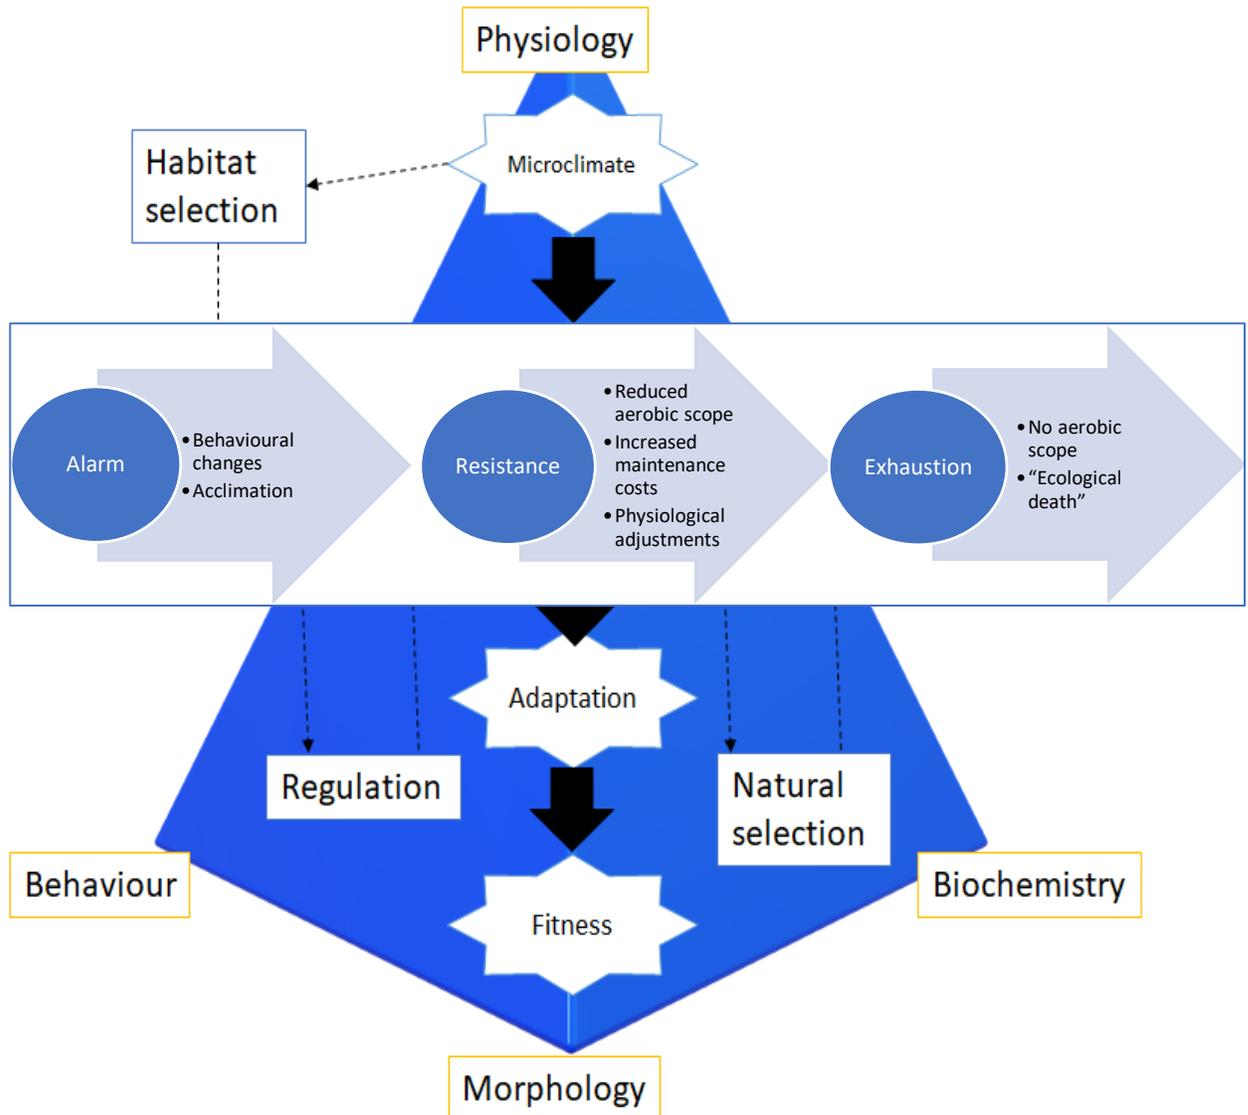 Physiology
Microclimate
Habitat
selection
Alarm
•Behavioural
changes
•Acclimation
Resistance
•Reduced
aerobic scope
•Increased
maintenance
costs
•Physiological
adjustments
Exhaustion
•No aerobic
scope
•“Ecological
death”
Adaptation
Regulation
Natural
selection
Behaviour
Biochemistry
Fitness
Morphology